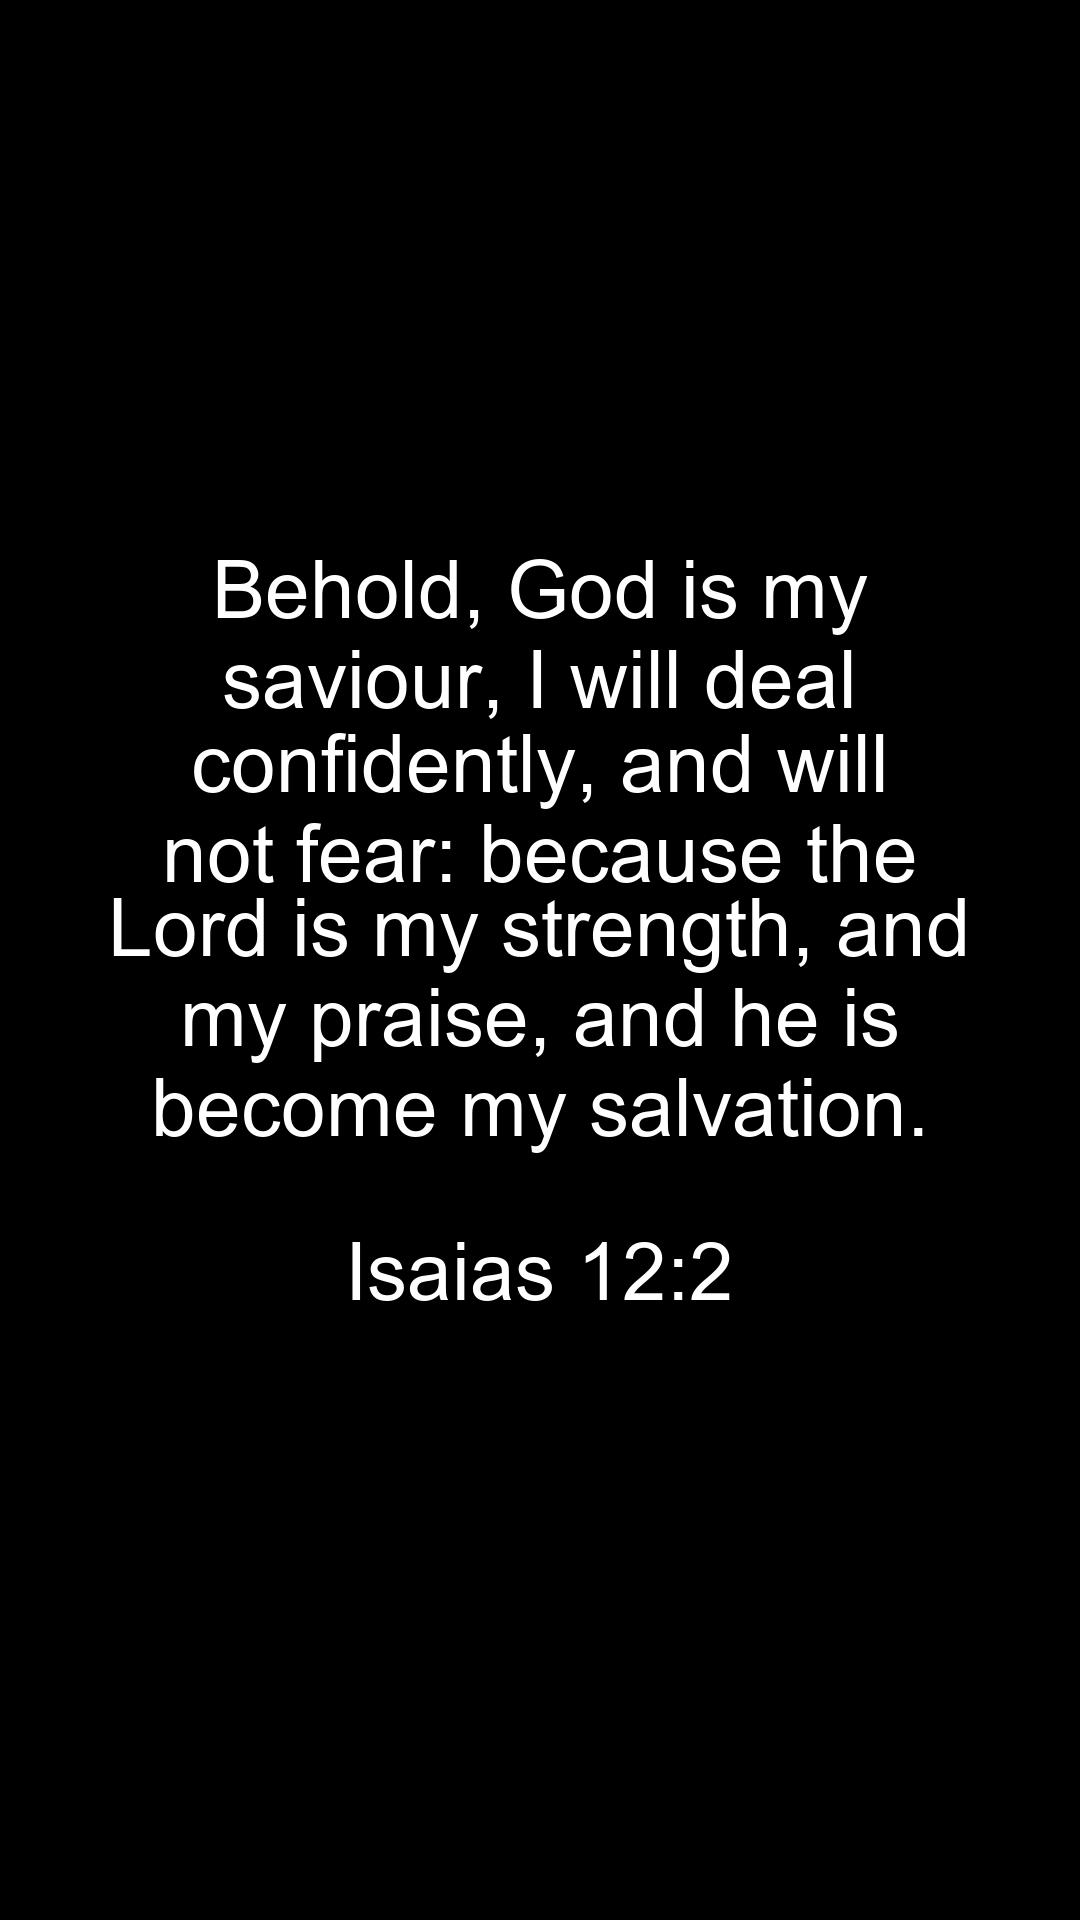 Behold, God is my
saviour, I will deal
confidently, and will
not fear: because the
Lord is my strength, and
my praise, and he is
become my salvation.
Isaias 12:2